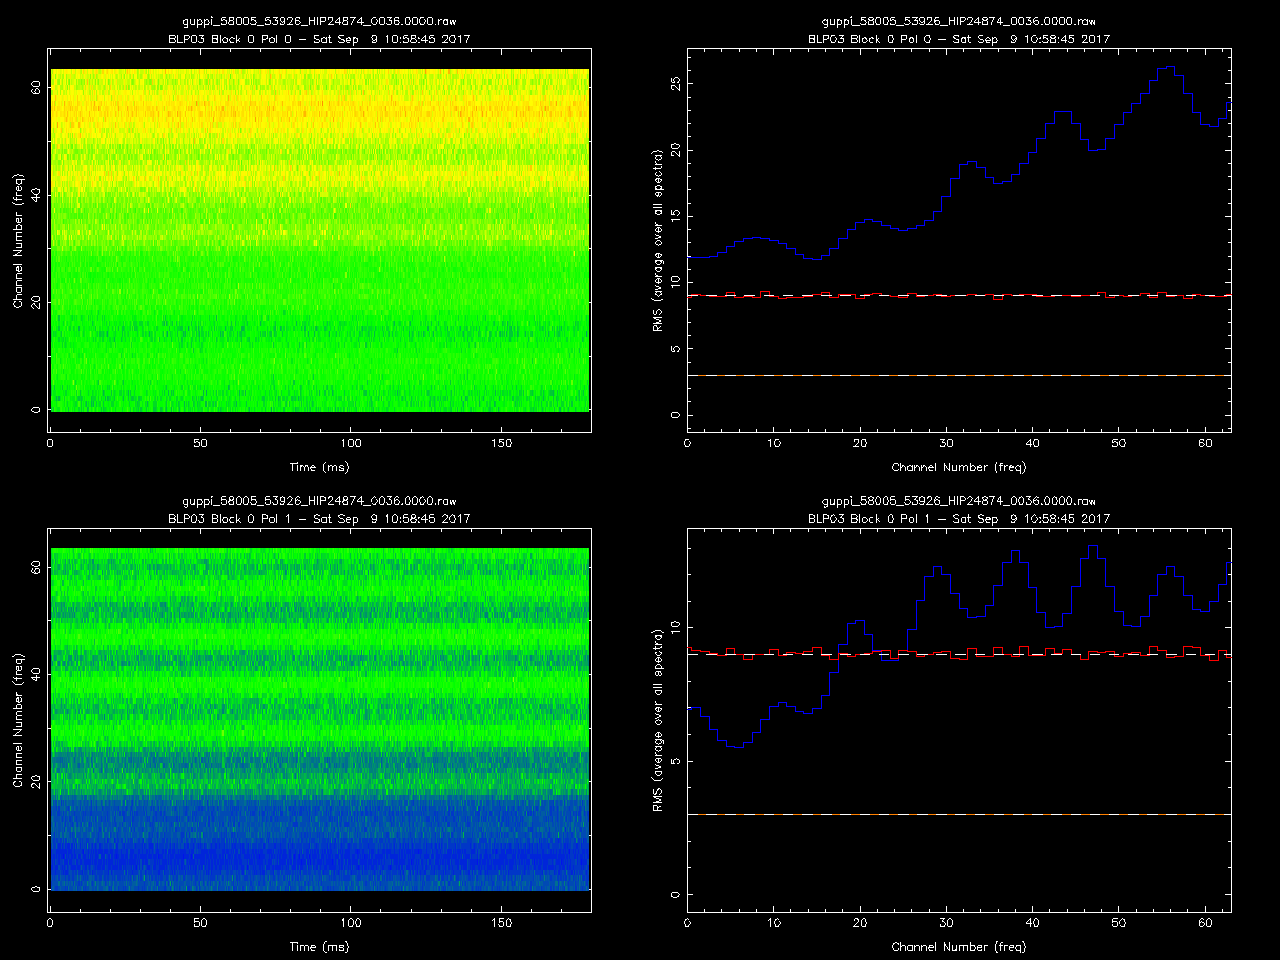 guppi_58005_53926_HIP24874_0036.0000.raw
BLP03 Block 0 Pol 0 – Sat Sep  9 10:58:45 2017
Channel Number (freq)
60
40
20
0
0 50 100 150
Time (ms)
guppi_58005_53926_HIP24874_0036.0000.raw
BLP03 Block 0 Pol 0 – Sat Sep  9 10:58:45 2017
RMS (average over all spectra)
25
20
15
10
5
0
0 10 20 30 40 50 60
Channel Number (freq)
guppi_58005_53926_HIP24874_0036.0000.raw
BLP03 Block 0 Pol 1 – Sat Sep  9 10:58:45 2017
Channel Number (freq)
60
40
20
0
0 50 100 150
Time (ms)
guppi_58005_53926_HIP24874_0036.0000.raw
BLP03 Block 0 Pol 1 – Sat Sep  9 10:58:45 2017
RMS (average over all spectra)
10
5
0
0 10 20 30 40 50 60
Channel Number (freq)